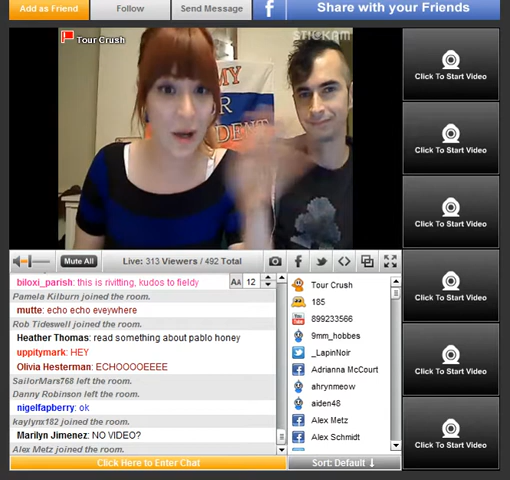 Add as Friend
Follow
Send Message
f
Share with your Friends
Tour Crush
STICKAM
MY
OR
DENT
Click To Start Video
Click To Start Video
Click To Start Video
Click To Start Video
Click To Start Video
Click To Start Video
Mute All
Live: 313 Viewers / 492 Total
biloxi_parish: this is rivitting, kudos to fieldy
AA 12
Pamela Kilburn joined the room.
mutte: echo echo eveywhere
Rob Tideswell joined the room.
Heather Thomas: read something about pablo honey
uppitymark: HEY
Olivia Hesterman: ECHOOOOEEEE
SailorMars768 left the room.
Danny Robinson left the room.
nigelfapberry: ok
kaylynx182 joined the room.
Marilyn Jimenez: NO VIDEO?
Alex Metz joined the room.
Click Here to Enter Chat
Tour Crush
185
899233566
9mm_hobbes
_LapinNoir
Adrianna McCourt
ahrynmeow
aiden48
Alex Metz
Alex Schmidt
Sort: Default ↓